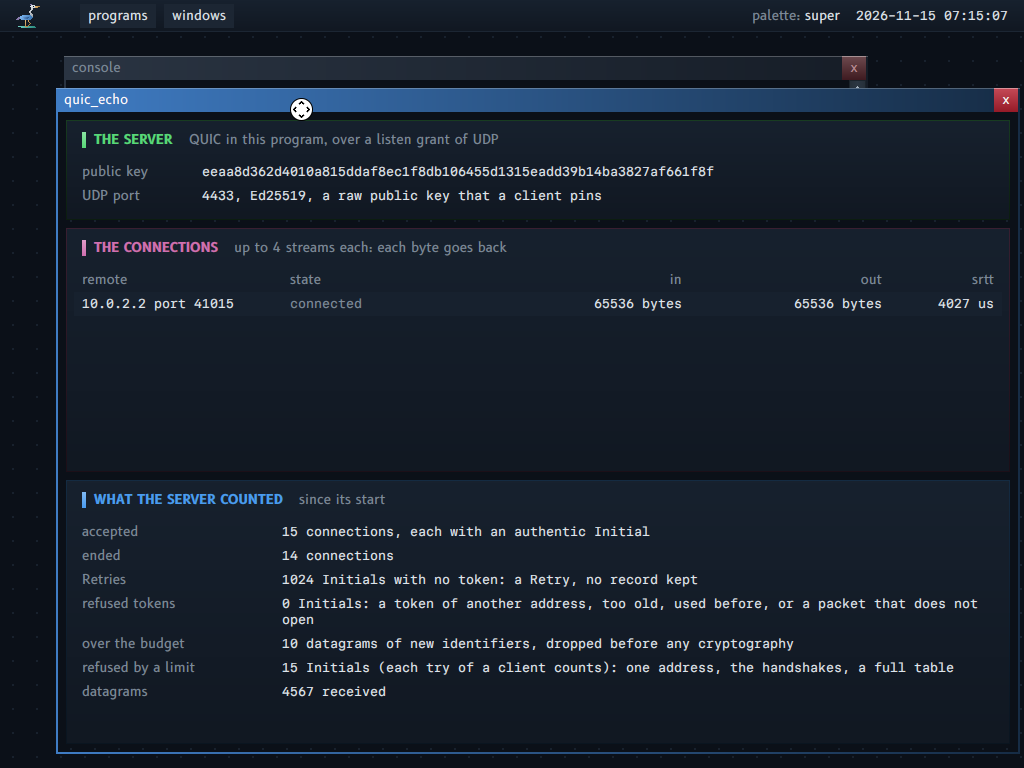 programs windows palette: super 2026-11-15 07:15:07
console x
quic_echo x
THE SERVER QUIC in this program, over a listen grant of UDP
public key eeaa8d362d4010a815ddaf8ec1f8db106455d1315eadd39b14ba3827af661f8f
UDP port 4433, Ed25519, a raw public key that a client pins
THE CONNECTIONS up to 4 streams each: each byte goes back
remote state in out srtt
10.0.2.2 port 41015 connected 65536 bytes 65536 bytes 4027 us
WHAT THE SERVER COUNTED since its start
accepted 15 connections, each with an authentic Initial
ended 14 connections
Retries 1024 Initials with no token: a Retry, no record kept
refused tokens 0 Initials: a token of another address, too old, used before, or a packet that does not
open
over the budget 10 datagrams of new identifiers, dropped before any cryptography
refused by a limit 15 Initials (each try of a client counts): one address, the handshakes, a full table
datagrams 4567 received